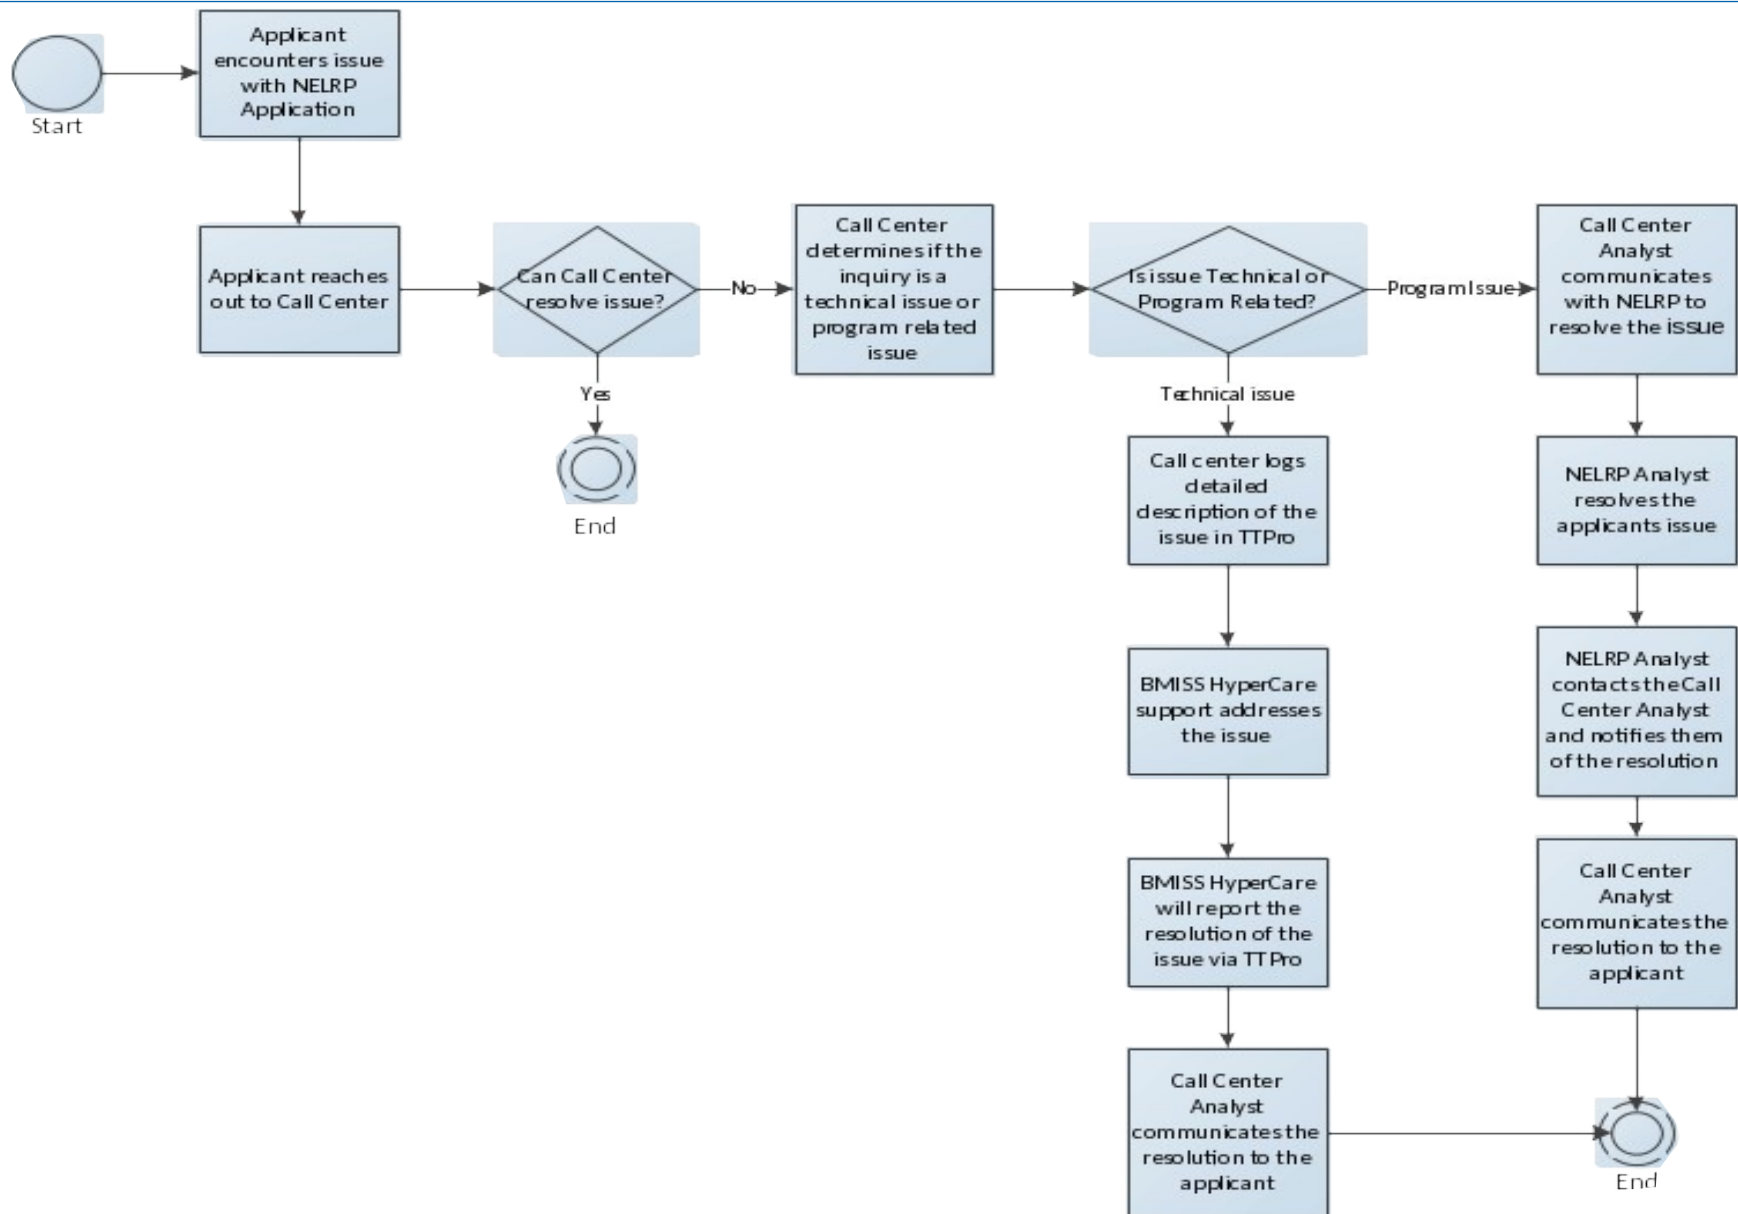 Applicant
encounters issue
with NELRP
Application
Start
Applicant reaches
out to Call Center
Can Call Center
resolve issue?
No
Call Center
determines if the
inquiry is a
technical issue or
program related
issue
Is issue Technical or
Program Related?
Program Issue
Call Center
Analyst
communicates
with NELRP to
resolve the issue
Yes
End
Technical issue
Call center logs
detailed
description of the
issue in TTPro
NELRP Analyst
resolves the
applicants issue
BMISS HyperCare
support addresses
the issue
NELRP Analyst
contacts the Call
Center Analyst
and notifies them
of the resolution
BMISS HyperCare
will report the
resolution of the
issue via TTPro
Call Center
Analyst
communicates the
resolution to the
applicant
Call Center
Analyst
communicates the
resolution to the
applicant
End